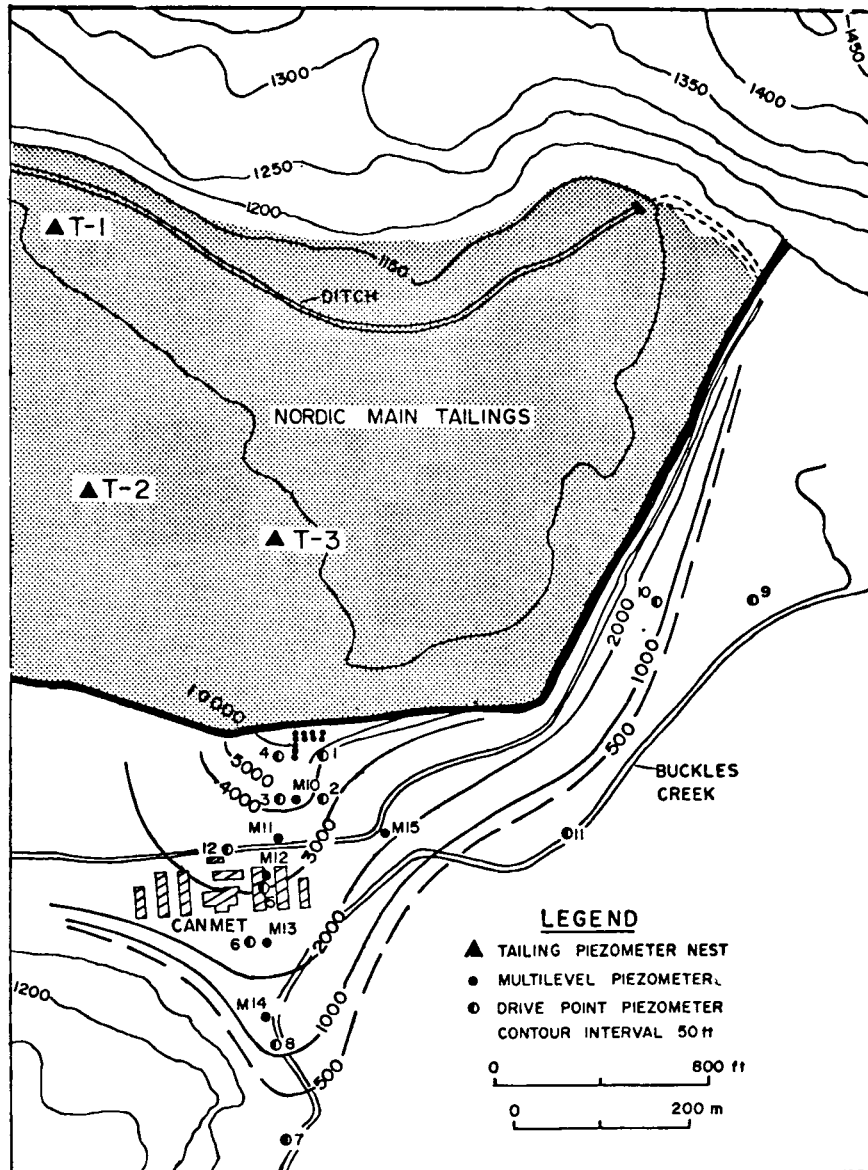 1450
1300
1350
1400
1250
1200
T-1
1150
DITCH
NORDIC MAIN TAILINGS
T-2
T-3
10
9
2000
1000
500
10000
4
1
5000
4000
M10
3
2
BUCKLES
CREEK
M11
M15
12
3000
11
M12
5
CANMET
6
M13
2000
M14
1000
8
500
7
1200
LEGEND
TAILING PIEZOMETER NEST
MULTILEVEL PIEZOMETER
DRIVE POINT PIEZOMETER
CONTOUR INTERVAL 50 ft
0 800 ft
0 200 m